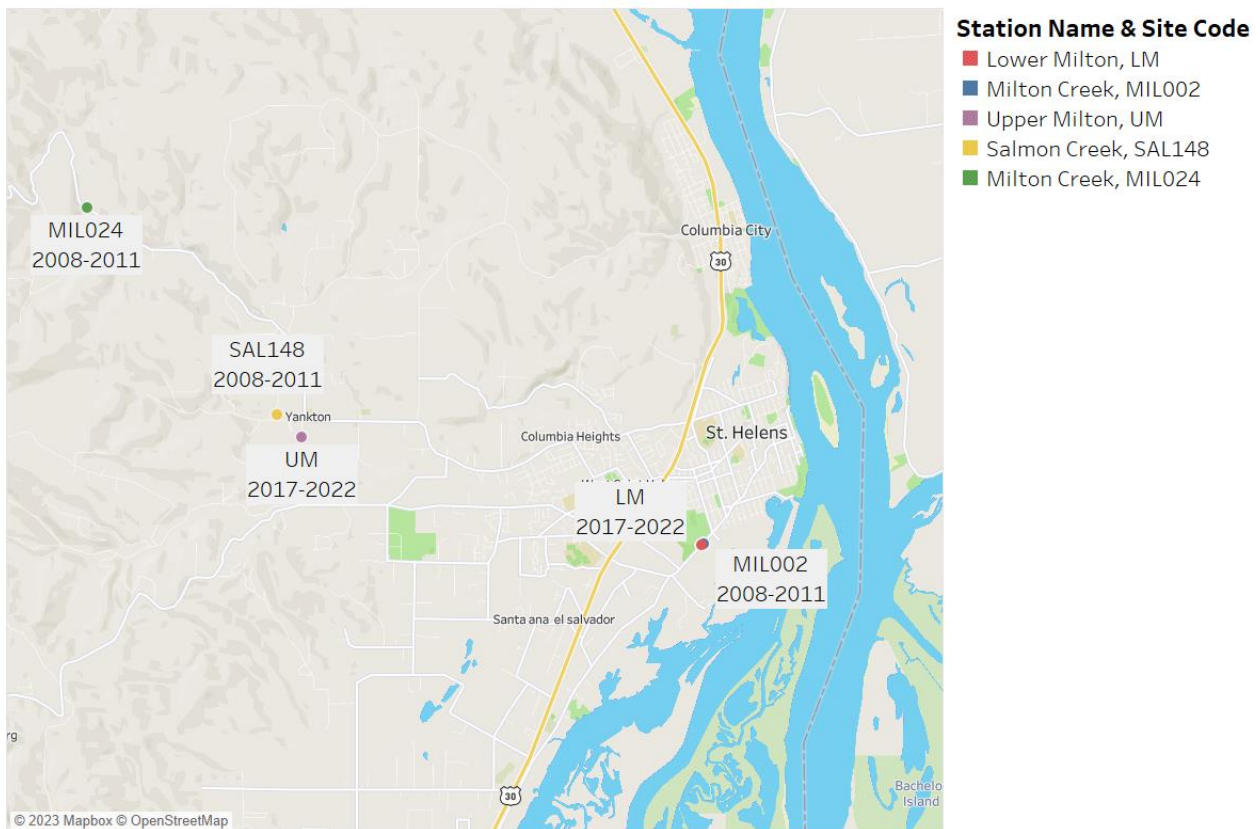 Station Name & Site Code
Lower Milton, LM
Milton Creek, MIL002
Upper Milton, UM
Salmon Creek, SAL148
Milton Creek, MIL024
MIL024
2008-2011
Columbia City
30
SAL148
2008-2011
Yankton
UM
2017-2022
Columbia Heights
St. Helens
LM
2017-2022
MIL002
2008-2011
Santa ana el salvador
30
rg
Bachelo
Island
© 2023 Mapbox © OpenStreetMap